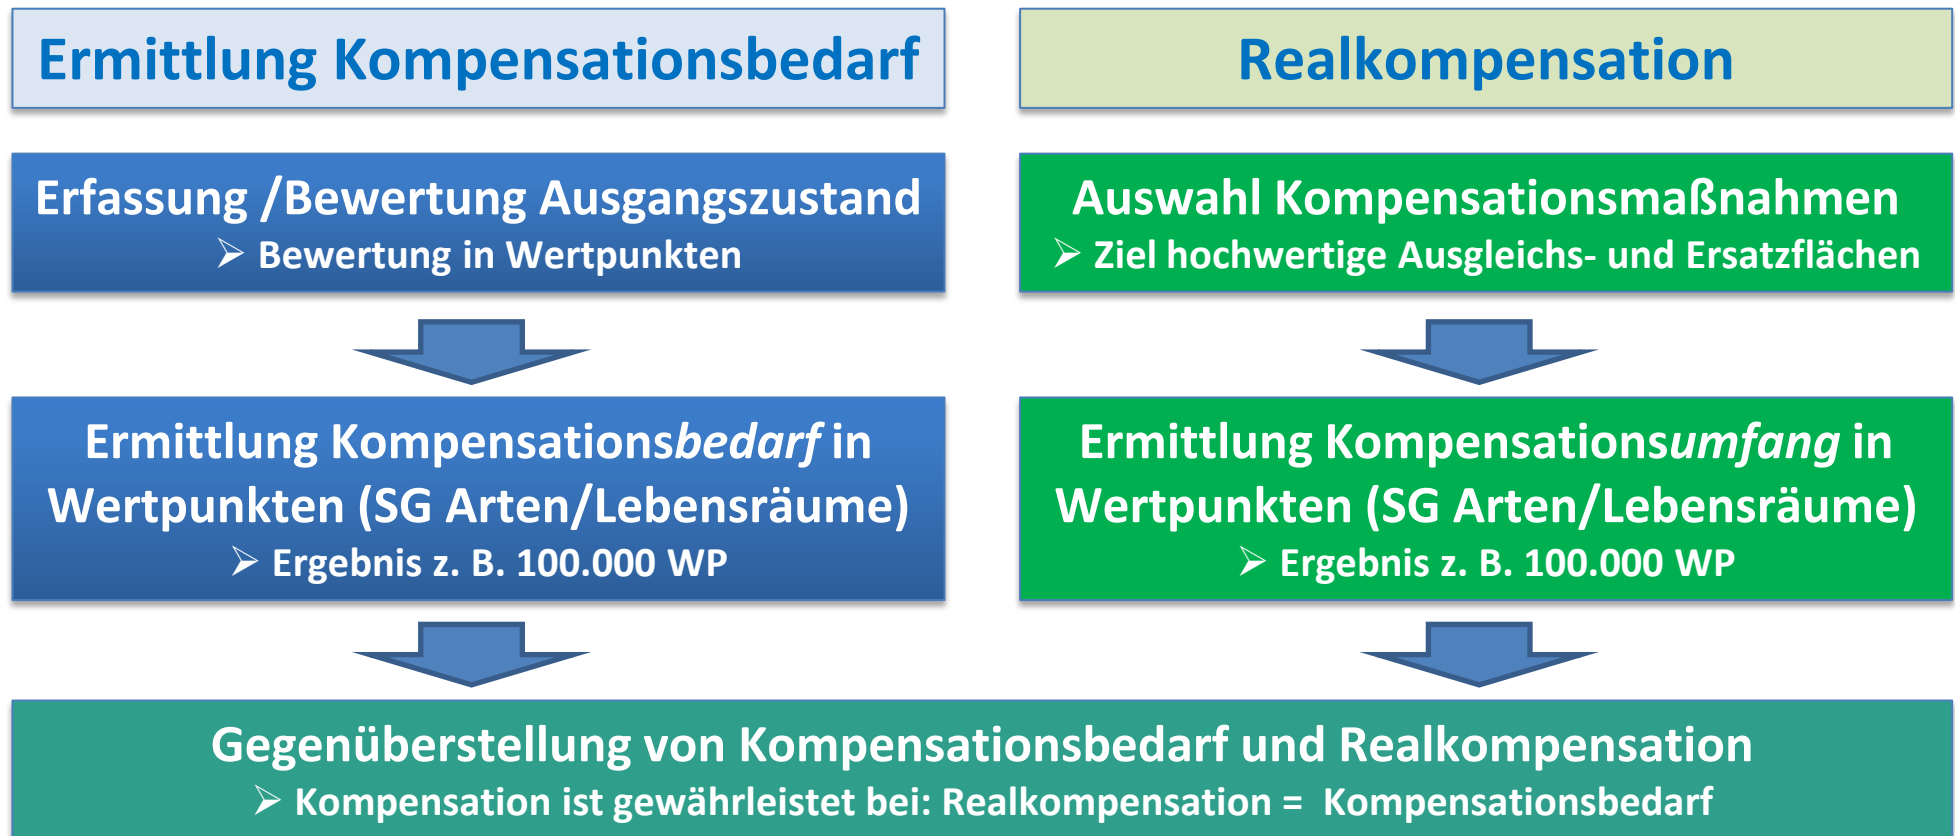 Ermittlung Kompensationsbedarf
Erfassung /Bewertung Ausgangszustand
➢ Bewertung in Wertpunkten
Ermittlung Kompensationsbedarf in
Wertpunkten (SG Arten/Lebensräume)
➢ Ergebnis z. B. 100.000 WP
Realkompensation
Auswahl Kompensationsmaßnahmen
➢ Ziel hochwertige Ausgleichs- und Ersatzflächen
Ermittlung Kompensationsumfang in
Wertpunkten (SG Arten/Lebensräume)
➢ Ergebnis z. B. 100.000 WP
Gegenüberstellung von Kompensationsbedarf und Realkompensation
➢ Kompensation ist gewährleistet bei: Realkompensation = Kompensationsbedarf